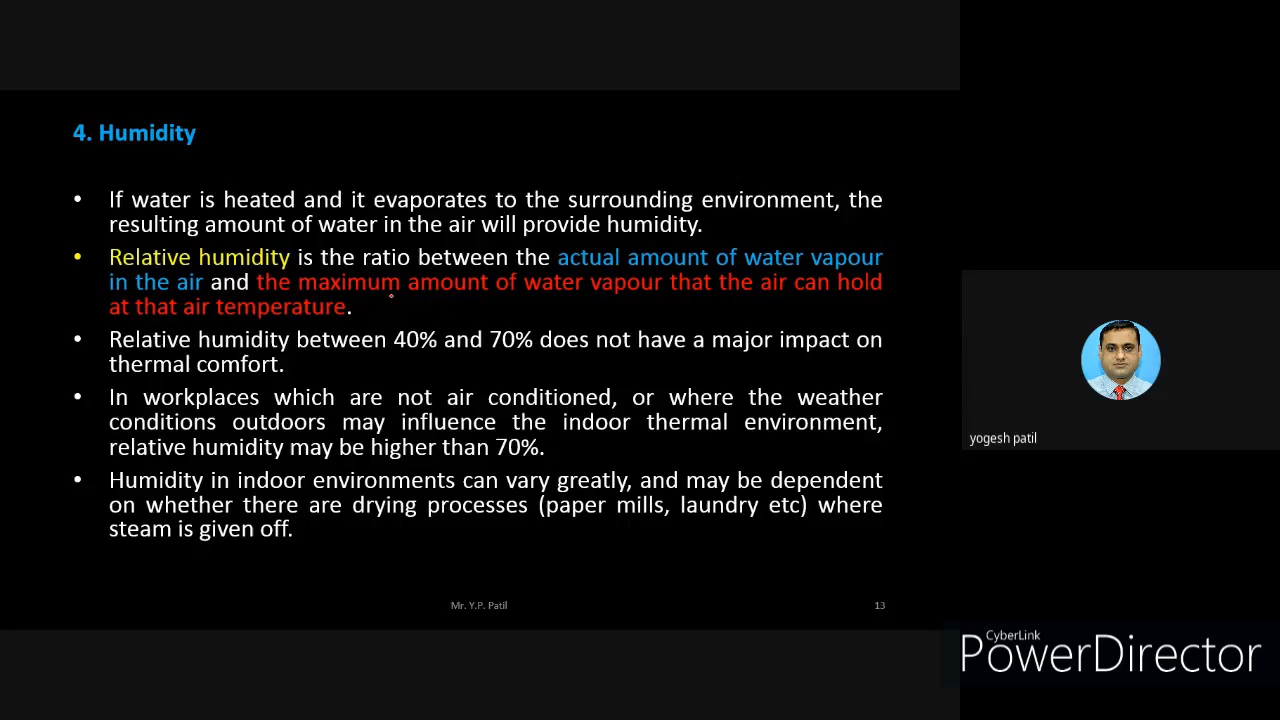 4. Humidity
• If water is heated and it evaporates to the surrounding environment, the
resulting amount of water in the air will provide humidity.
• Relative humidity is the ratio between the actual amount of water vapour
in the air and the maximum amount of water vapour that the air can hold
at that air temperature.
• Relative humidity between 40% and 70% does not have a major impact on
thermal comfort.
• In workplaces which are not air conditioned, or where the weather
conditions outdoors may influence the indoor thermal environment,
relative humidity may be higher than 70%.
• Humidity in indoor environments can vary greatly, and may be dependent
on whether there are drying processes (paper mills, laundry etc) where
steam is given off.
Mr. Y.P. Patil
13
yogesh patil
CyberLink
PowerDirector